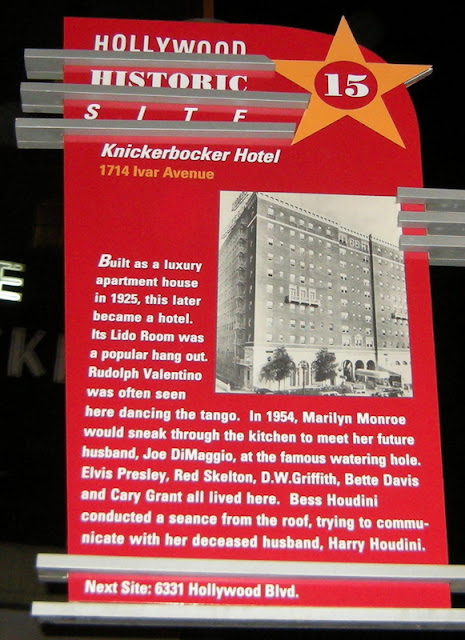 HOLLYWOOD
HISTORIC
SITE
15
Knickerbocker Hotel
1714 Ivar Avenue
Built as a luxury
apartment house
in 1925, this later
became a hotel.
Its Lido Room was
a popular hang out.
Rudolph Valentino
was often seen
here dancing the tango. In 1954, Marilyn Monroe
would sneak through the kitchen to meet her future
husband, Joe DiMaggio, at the famous watering hole.
Elvis Presley, Red Skelton, D.W.Griffith, Bette Davis
and Cary Grant all lived here. Bess Houdini
conducted a seance from the roof, trying to commu-
nicate with her deceased husband, Harry Houdini.
Next Site: 6331 Hollywood Blvd.